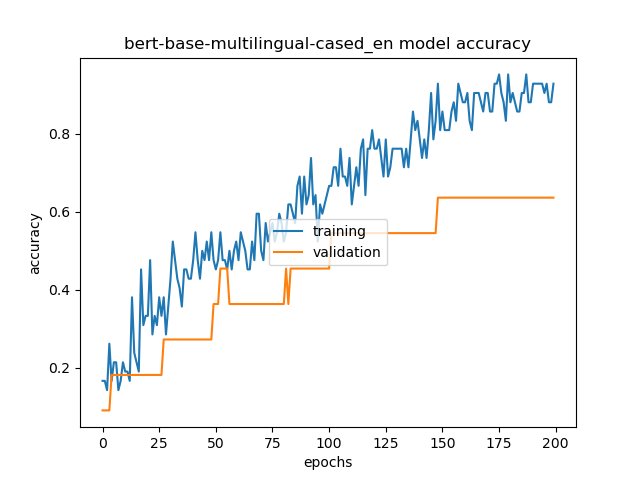 bert-base-multilingual-cased_en model accuracy
accuracy
0.8
0.6
0.4
0.2
training
validation
0 25 50 75 100 125 150 175 200
epochs